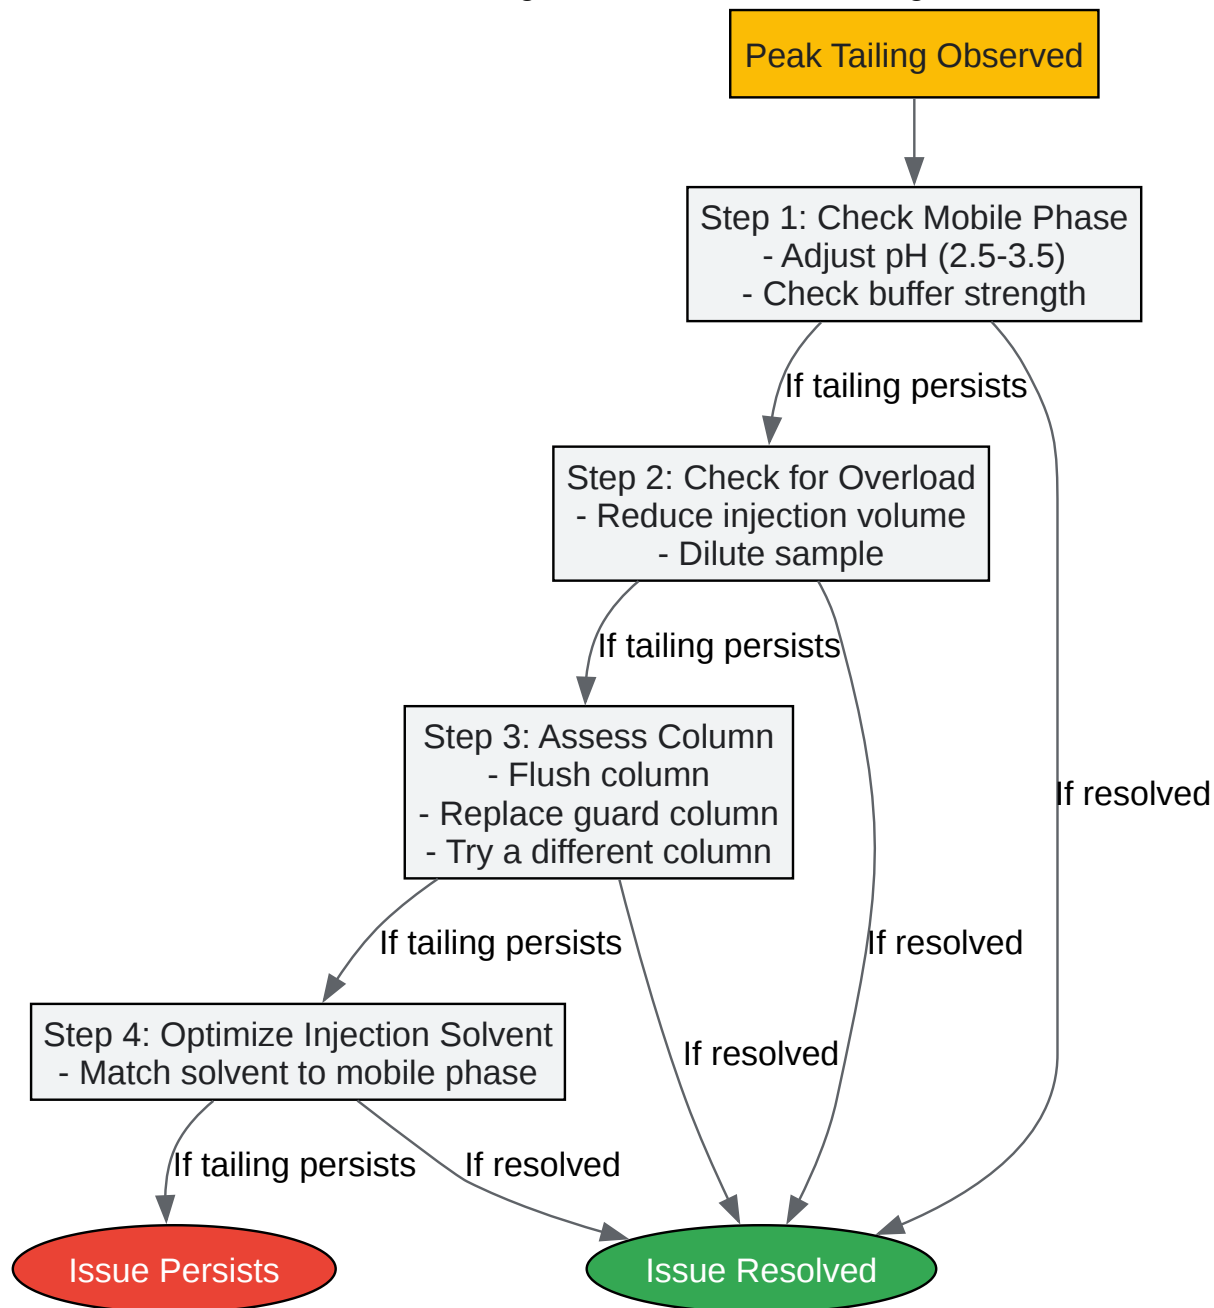 Peak Tailing Observed
Step 1: Check Mobile Phase
- Adjust pH (2.5-3.5)
- Check buffer strength
If tailing persists
Step 2: Check for Overload
- Reduce injection volume
- Dilute sample
If tailing persists
Step 3: Assess Column
- Flush column
- Replace guard column
- Try a different column
If resolved
If tailing persists
If resolved
Step 4: Optimize Injection Solvent
- Match solvent to mobile phase
If resolved
If tailing persists
If resolved
Issue Persists
Issue Resolved